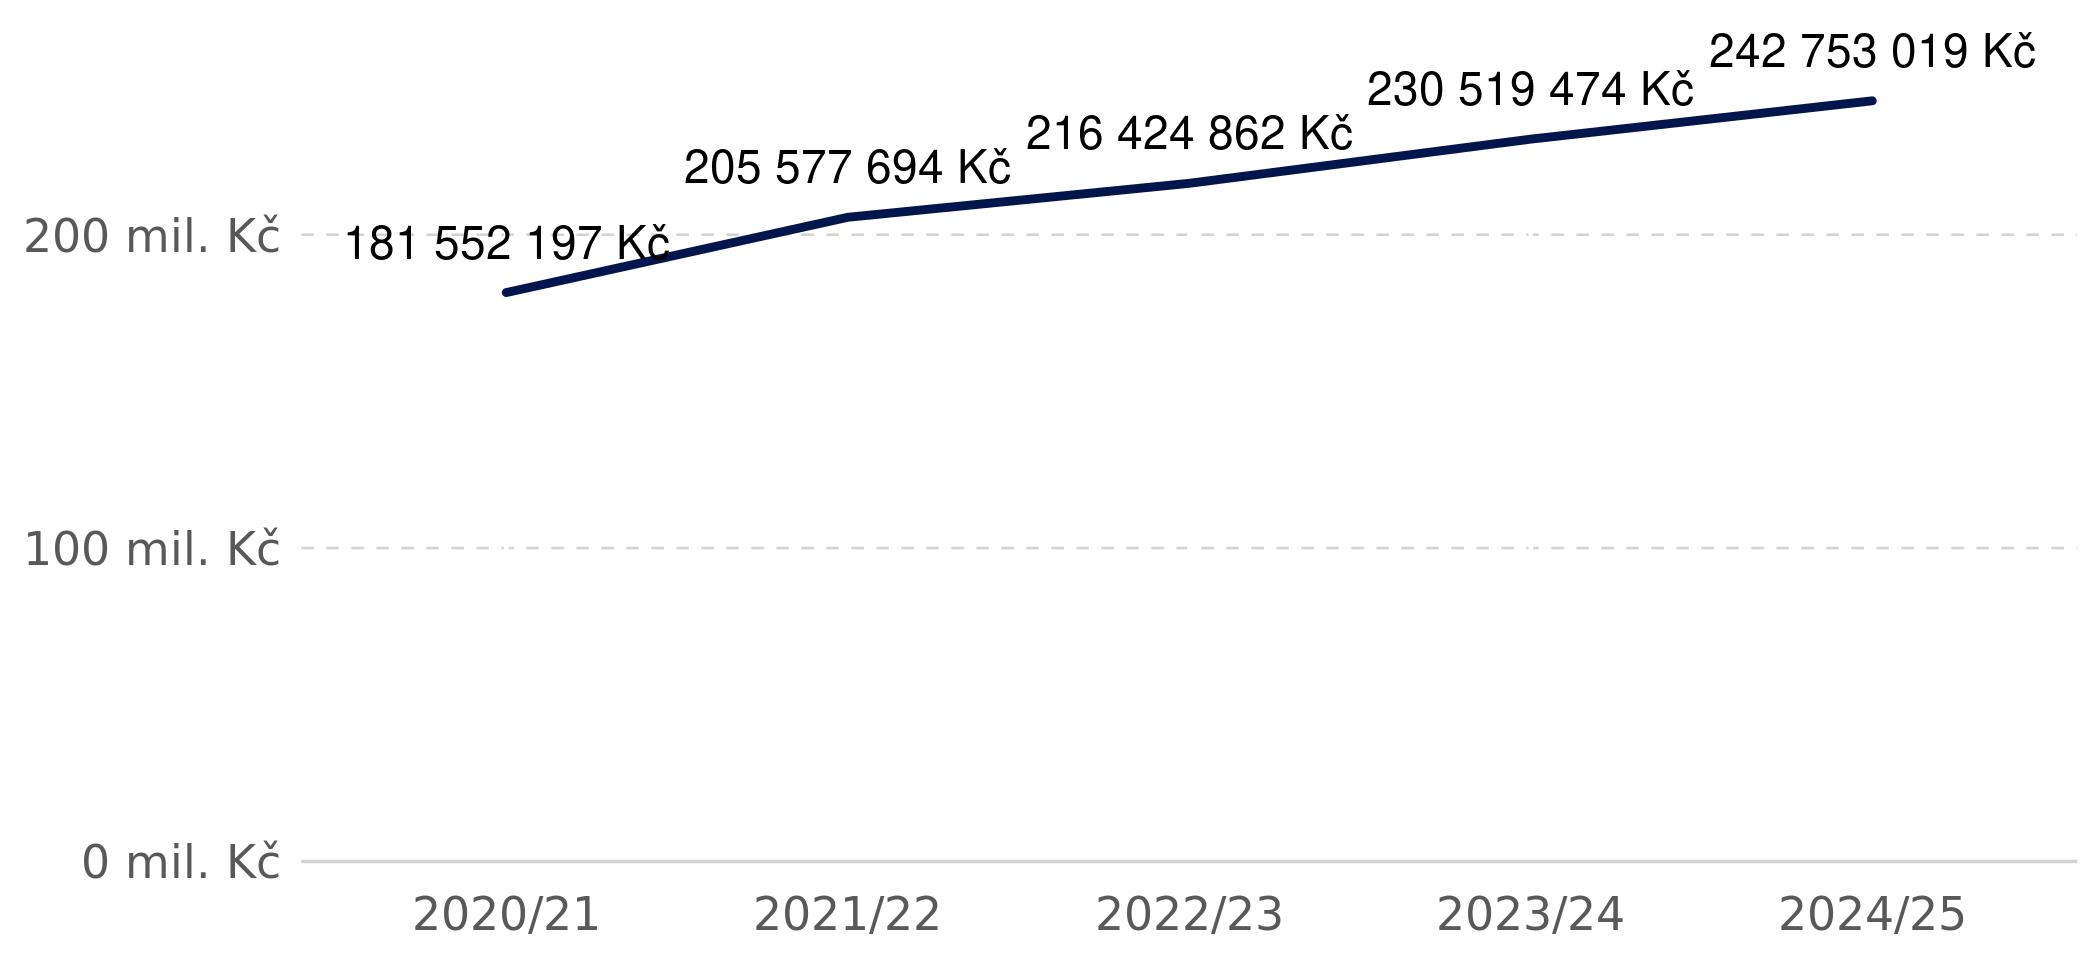 242 753 019 Kč
230 519 474 Kč
216 424 862 Kč
205 577 694 Kč
181 552 197 Kč
200 mil. Kč
100 mil. Kč
0 mil. Kč
2020/21 2021/22 2022/23 2023/24 2024/25